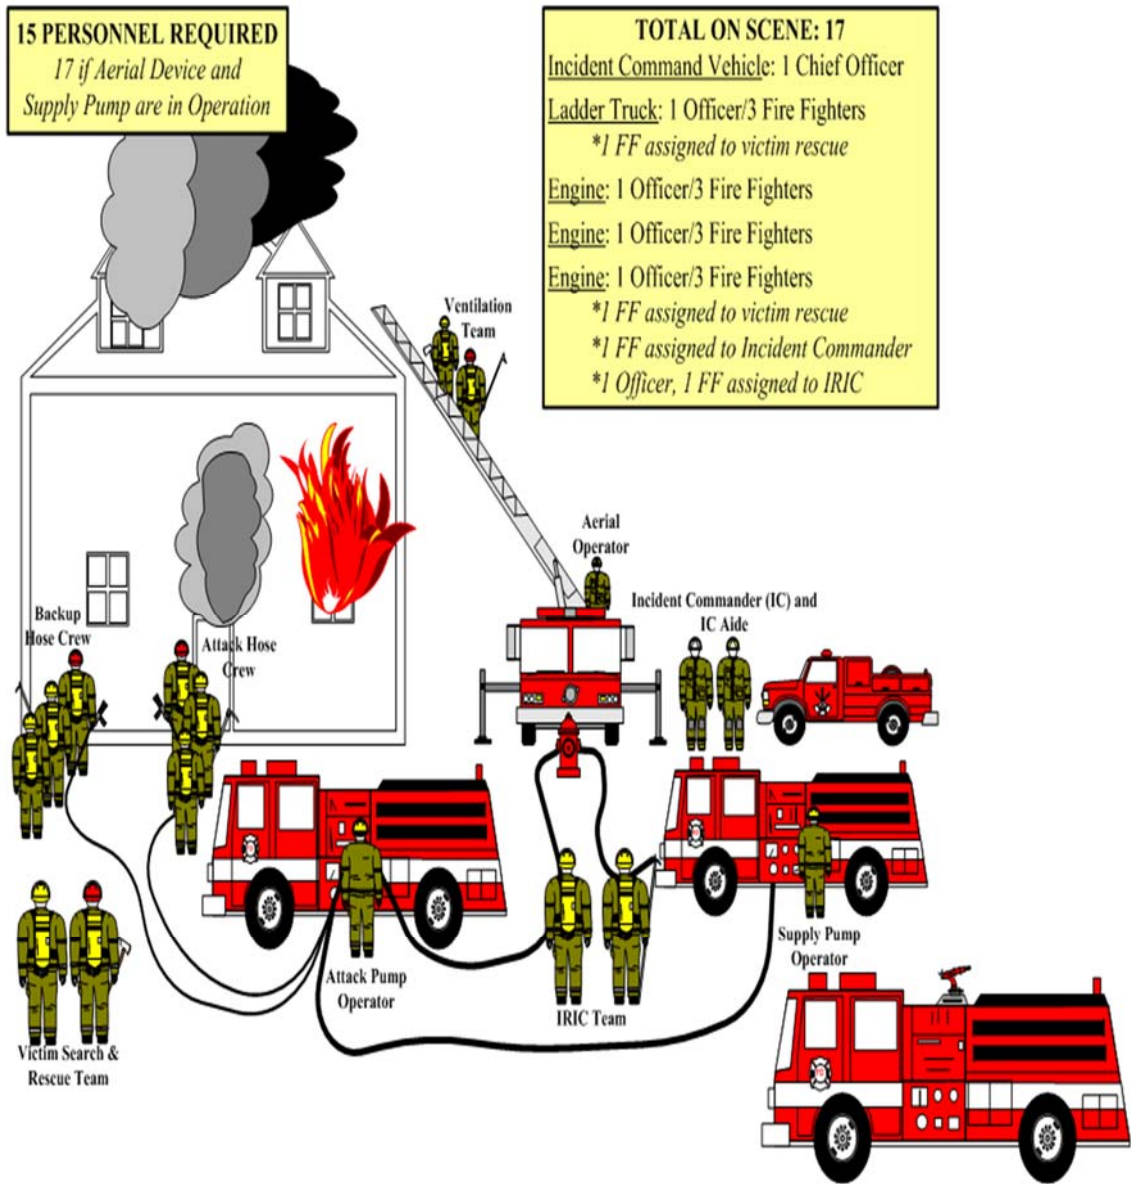 15 PERSONNEL REQUIRED
17 if Aerial Device and
Supply Pump are in Operation
TOTAL ON SCENE: 17
Incident Command Vehicle: 1 Chief Officer
Ladder Truck: 1 Officer/3 Fire Fighters
*1 FF assigned to victim rescue
Engine: 1 Officer/3 Fire Fighters
Engine: 1 Officer/3 Fire Fighters
Engine: 1 Officer/3 Fire Fighters
*1 FF assigned to victim rescue
*1 FF assigned to Incident Commander
*1 Officer, 1 FF assigned to IRIC
Ventilation
Team
Aerial
Operator
Incident Commander (IC) and
IC Aide
Backup
Hose Crew
Attack Hose
Crew
Attack Pump
Operator
IRIC Team
Supply Pump
Operator
Victim Search &
Rescue Team